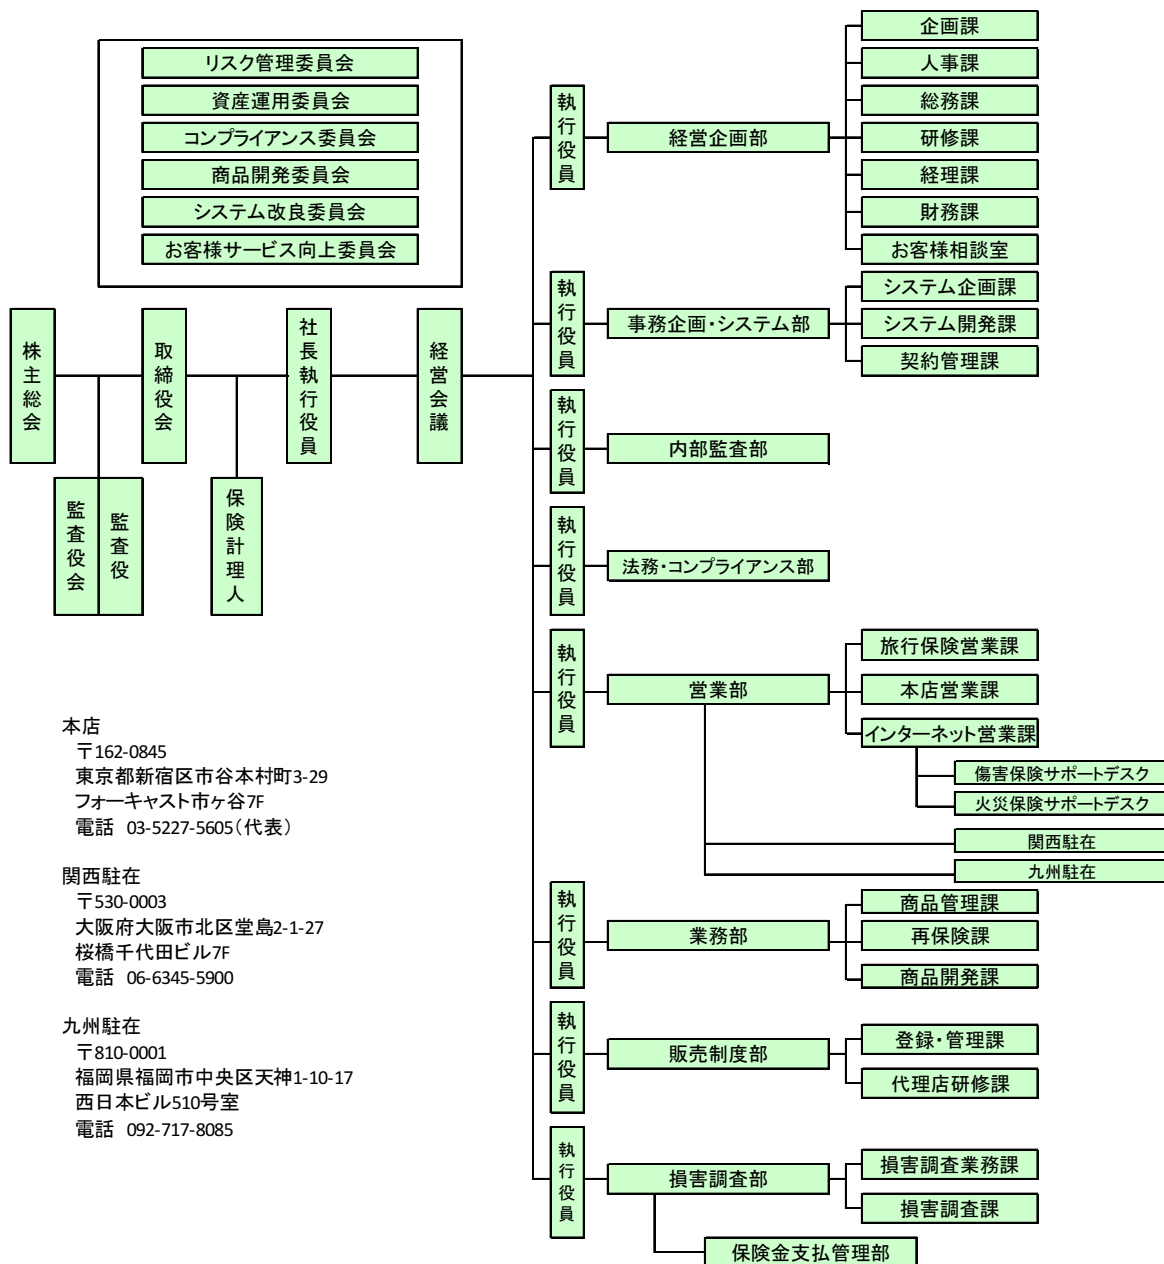 リスク管理委員会
資産運用委員会
コンプライアンス委員会
商品開発委員会
システム改良委員会
お客様サービス向上委員会
株主総会
取締役会
社長執行役員
経営会議
監査役会
監査役
保険計理人
執行役員
経営企画部
企画課
人事課
総務課
研修課
経理課
財務課
お客様相談室
執行役員
事務企画・システム部
システム企画課
システム開発課
契約管理課
執行役員
内部監査部
執行役員
法務・コンプライアンス部
執行役員
営業部
旅行保険営業課
本店営業課
インターネット営業課
傷害保険サポートデスク
火災保険サポートデスク
関西駐在
九州駐在
執行役員
業務部
商品管理課
再保険課
商品開発課
執行役員
販売制度部
登録・管理課
代理店研修課
執行役員
損害調査部
損害調査業務課
損害調査課
保険金支払管理部
本店
〒162-0845
東京都新宿区市谷本村町3-29
フォーキャスト市ヶ谷7F
電話 03-5227-5605(代表)
関西駐在
〒530-0003
大阪府大阪市北区堂島2-1-27
桜橋千代田ビル7F
電話 06-6345-5900
九州駐在
〒810-0001
福岡県福岡市中央区天神1-10-17
西日本ビル510号室
電話 092-717-8085